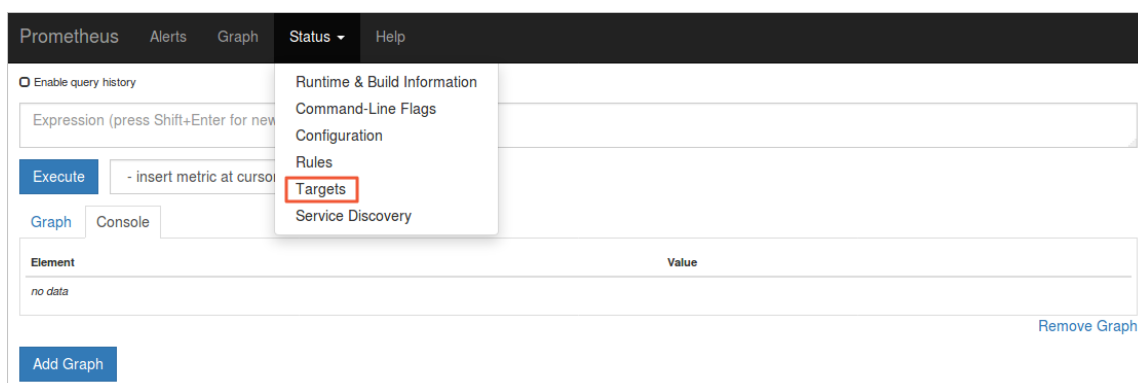 Prometheus Alerts Graph Status Help
Enable query history
Runtime & Build Information
Command-Line Flags
Configuration
Rules
Targets
Service Discovery
Expression (press Shift+Enter for new
Execute - insert metric at cursor
Graph Console
Element Value
no data
Remove Graph
Add Graph